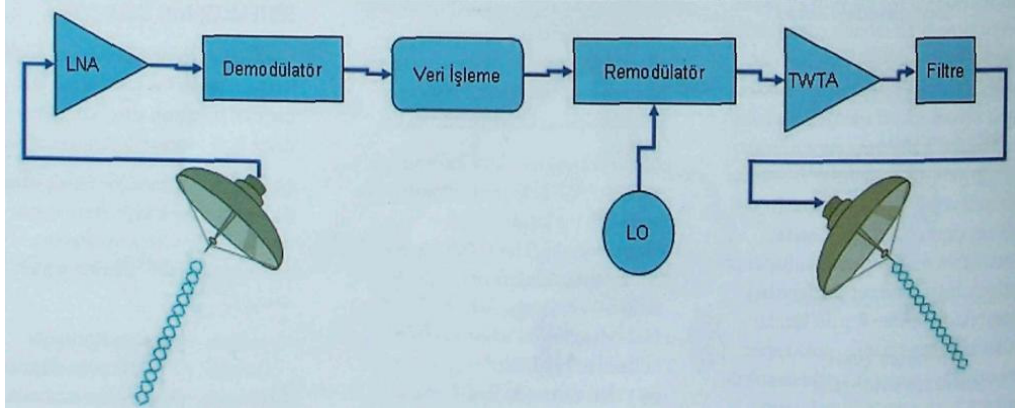 LNA
Demodülatör
Veri İşleme
Remodülatör
TWTA
Filtre
LO